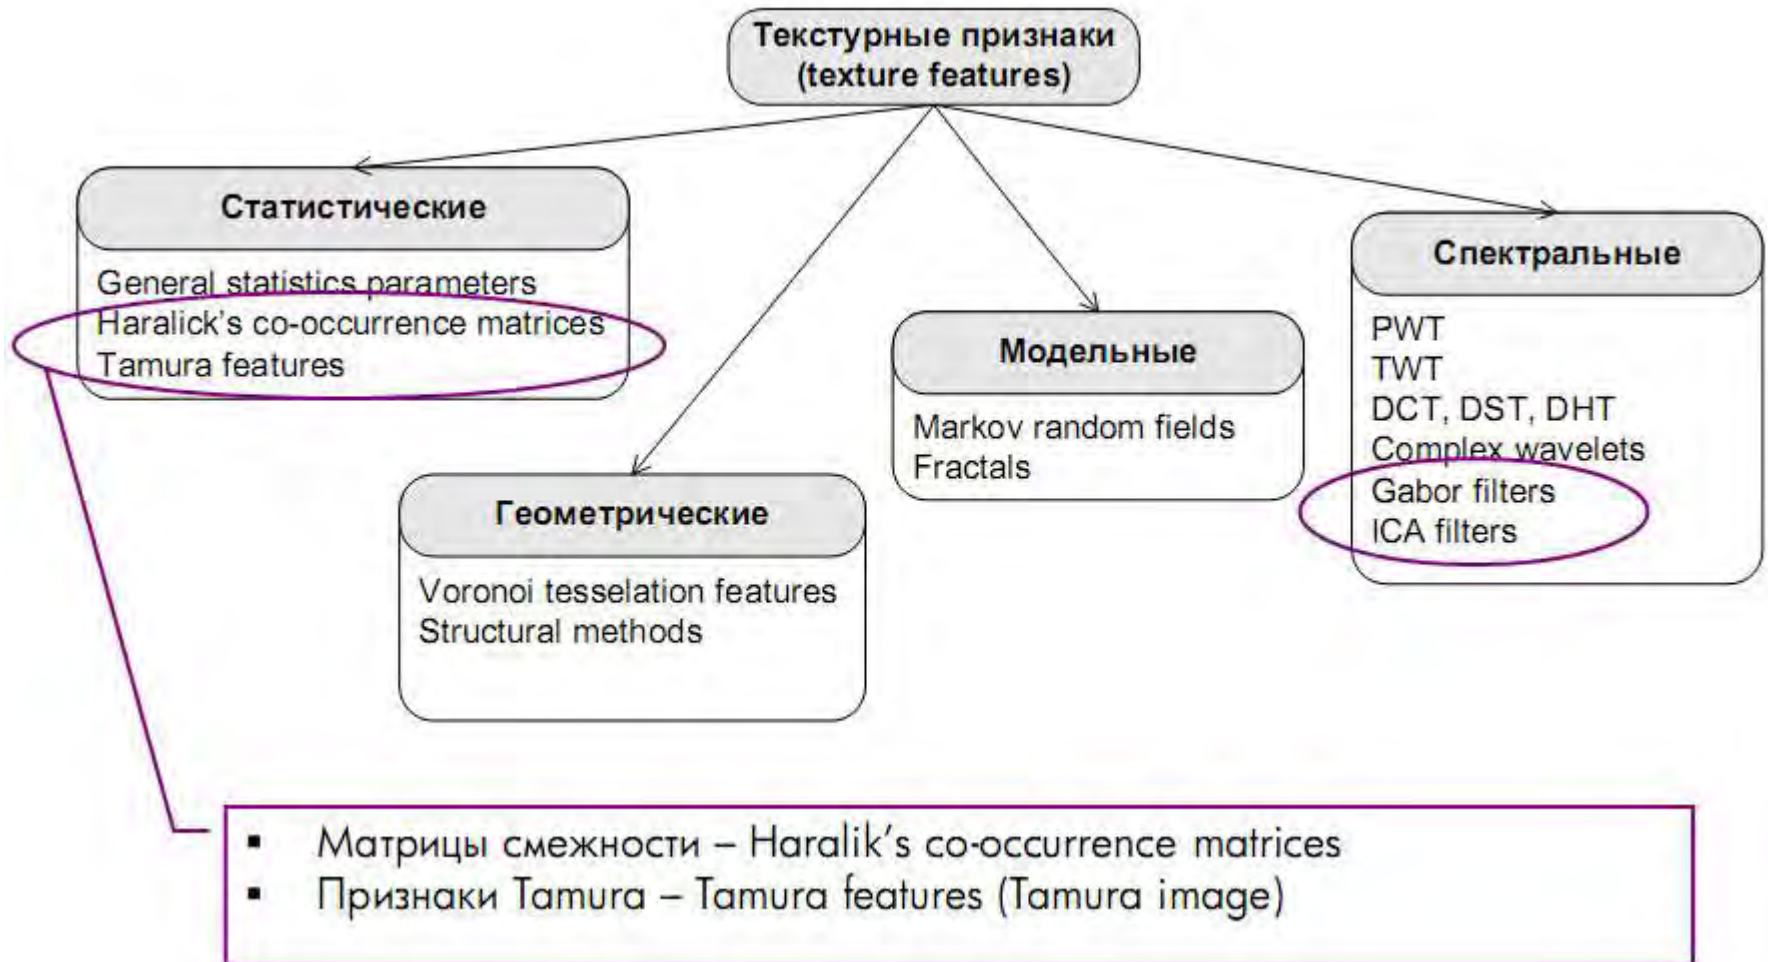 Текстурные признаки
(texture features)
Статистические
General statistics parameters
Haralick's co-occurrence matrices
Tamura features
Геометрические
Voronoi tesselation features
Structural methods
Модельные
Markov random fields
Fractals
Спектральные
PWT
TWT
DCT, DST, DHT
Complex wavelets
Gabor filters
ICA filters
▪ Матрицы смежности – Haralik's co-occurrence matrices
▪ Признаки Tamura – Tamura features (Tamura image)